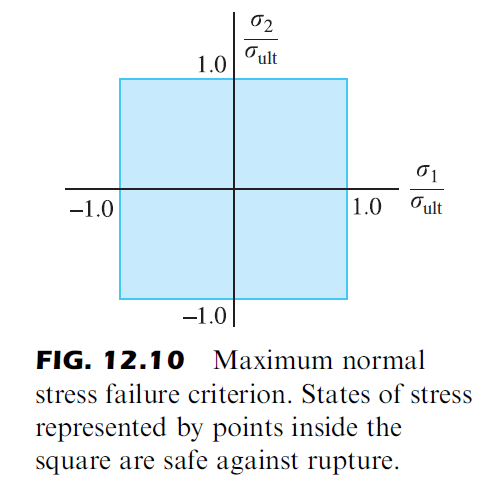 σ2
σult
1.0
σ1
σult
–1.0
1.0
–1.0
FIG. 12.10 Maximum normal
stress failure criterion. States of stress
represented by points inside the
square are safe against rupture.